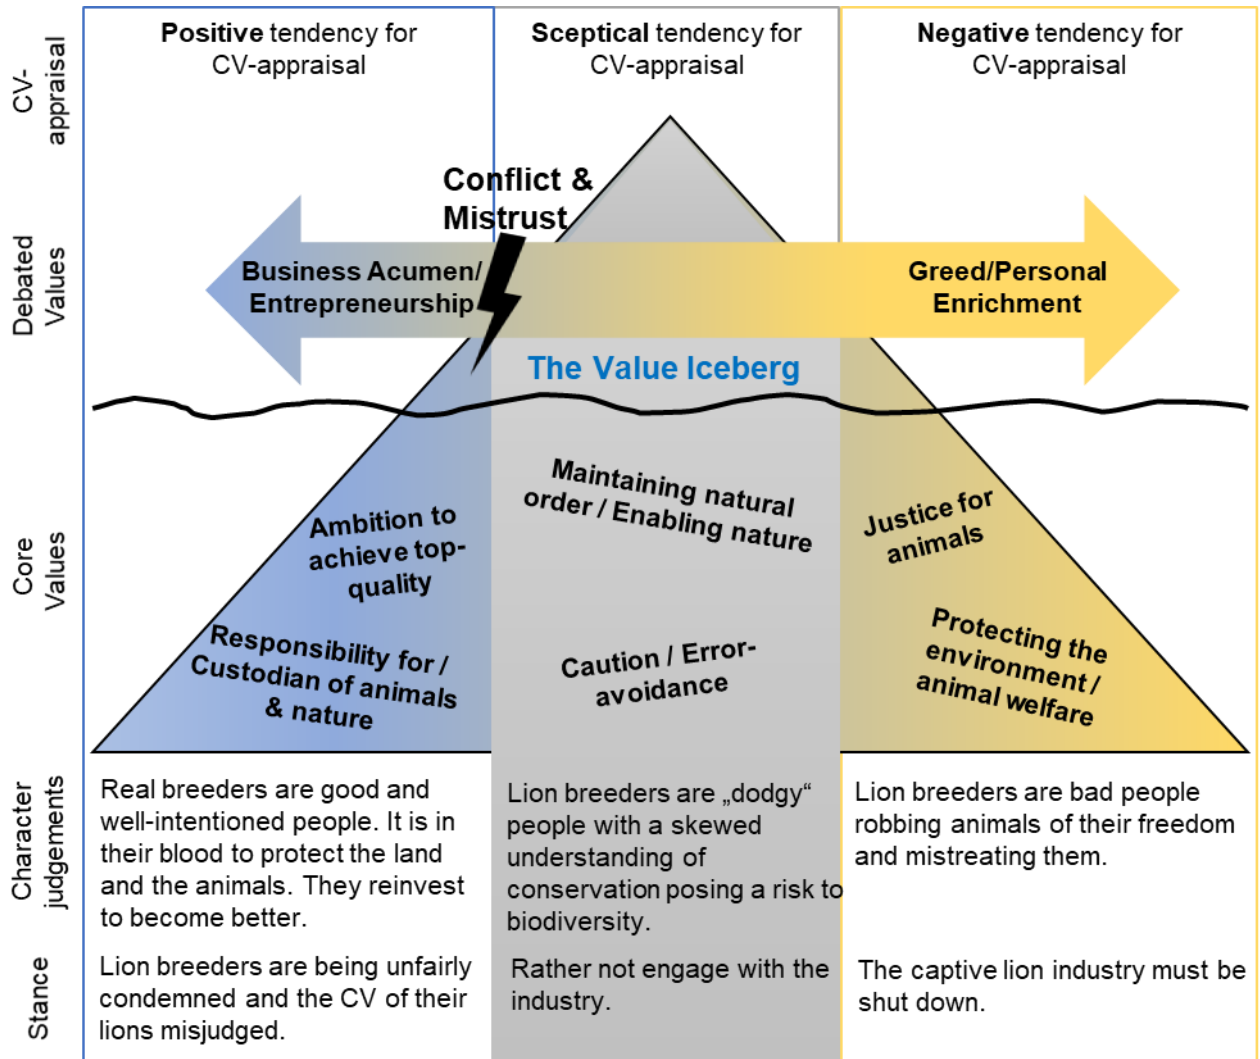 CV-
appraisal
Positive tendency for
CV-appraisal
Sceptical tendency for
CV-appraisal
Negative tendency for
CV-appraisal
Debated
Values
Conflict &
Mistrust
Business Acumen/
Entrepreneurship
Greed/Personal
Enrichment
The Value Iceberg
Core
Values
Ambition to
achieve top-
quality
Responsibility for /
Custodian of animals
& nature
Maintaining natural
order / Enabling nature
Caution / Error-
avoidance
Justice for
animals
Protecting the
environment /
animal welfare
Character
judgements
Real breeders are good and
well-intentioned people. It is in
their blood to protect the land
and the animals. They reinvest
to become better.
Lion breeders are „dodgy“
people with a skewed
understanding of
conservation posing a risk to
biodiversity.
Lion breeders are bad people
robbing animals of their freedom
and mistreating them.
Stance
Lion breeders are being unfairly
condemned and the CV of their
lions misjudged.
Rather not engage with the
industry.
The captive lion industry must be
shut down.